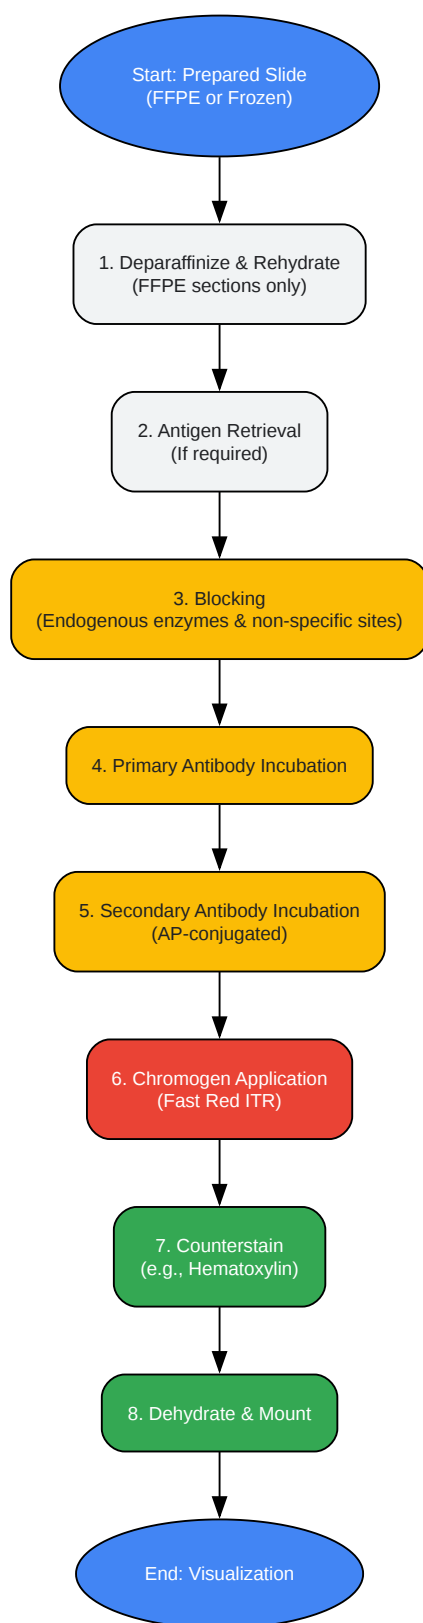 Start: Prepared Slide
(FFPE or Frozen)
1. Deparaffinize & Rehydrate
(FFPE sections only)
2. Antigen Retrieval
(If required)
3. Blocking
(Endogenous enzymes & non-specific sites)
4. Primary Antibody Incubation
5. Secondary Antibody Incubation
(AP-conjugated)
6. Chromogen Application
(Fast Red ITR)
7. Counterstain
(e.g., Hematoxylin)
8. Dehydrate & Mount
End: Visualization